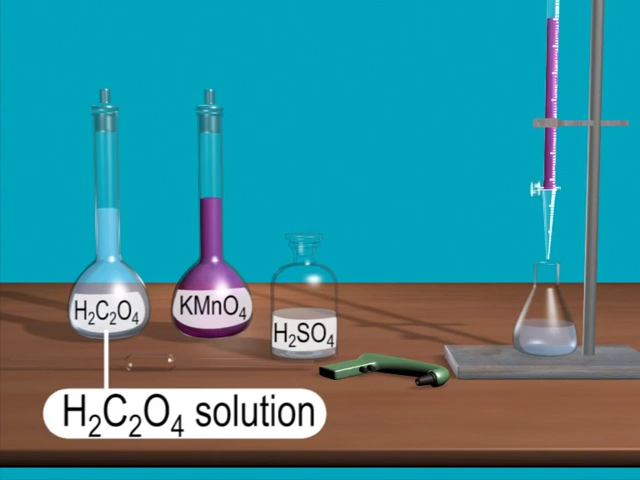 H₂C₂O₄
KMnO₄
H₂SO₄
H₂C₂O₄ solution